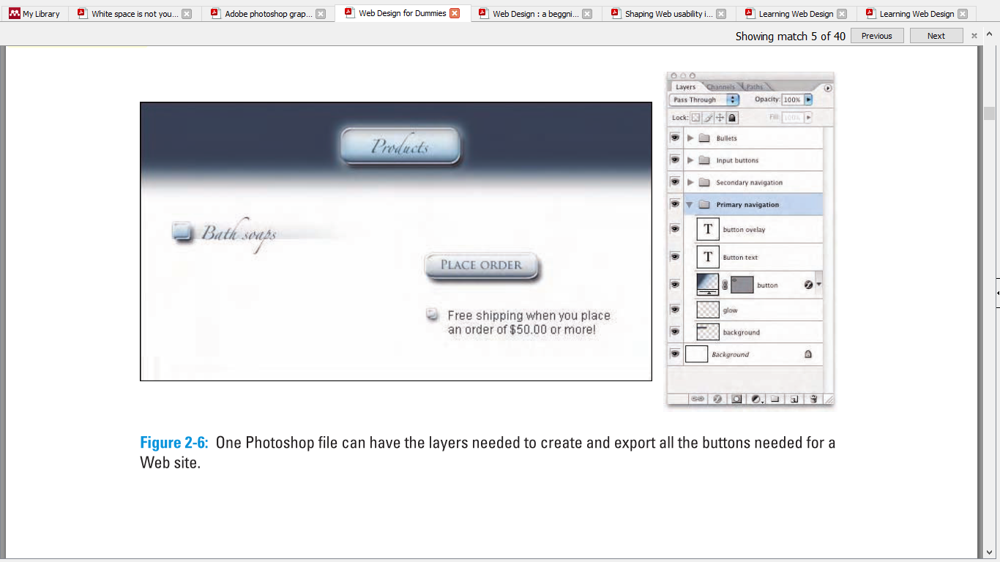 My Library
White space is not you...
Adobe photoshop grap...
Web Design for Dummies
Web Design : a beggni...
Shaping Web usability i...
Learning Web Design
Learning Web Design
Showing match 5 of 40
Previous
Next
Products
Bath soaps
PLACE ORDER
Free shipping when you place
an order of $50.00 or more!
Layers
Channels
Paths
Pass Through
Opacity: 100%
Lock:
Fill: 100%
Bullets
Input buttons
Secondary navigation
Primary navigation
T button ovelay
T Button text
button
glow
background
Background
Figure 2-6: One Photoshop file can have the layers needed to create and export all the buttons needed for a
Web site.